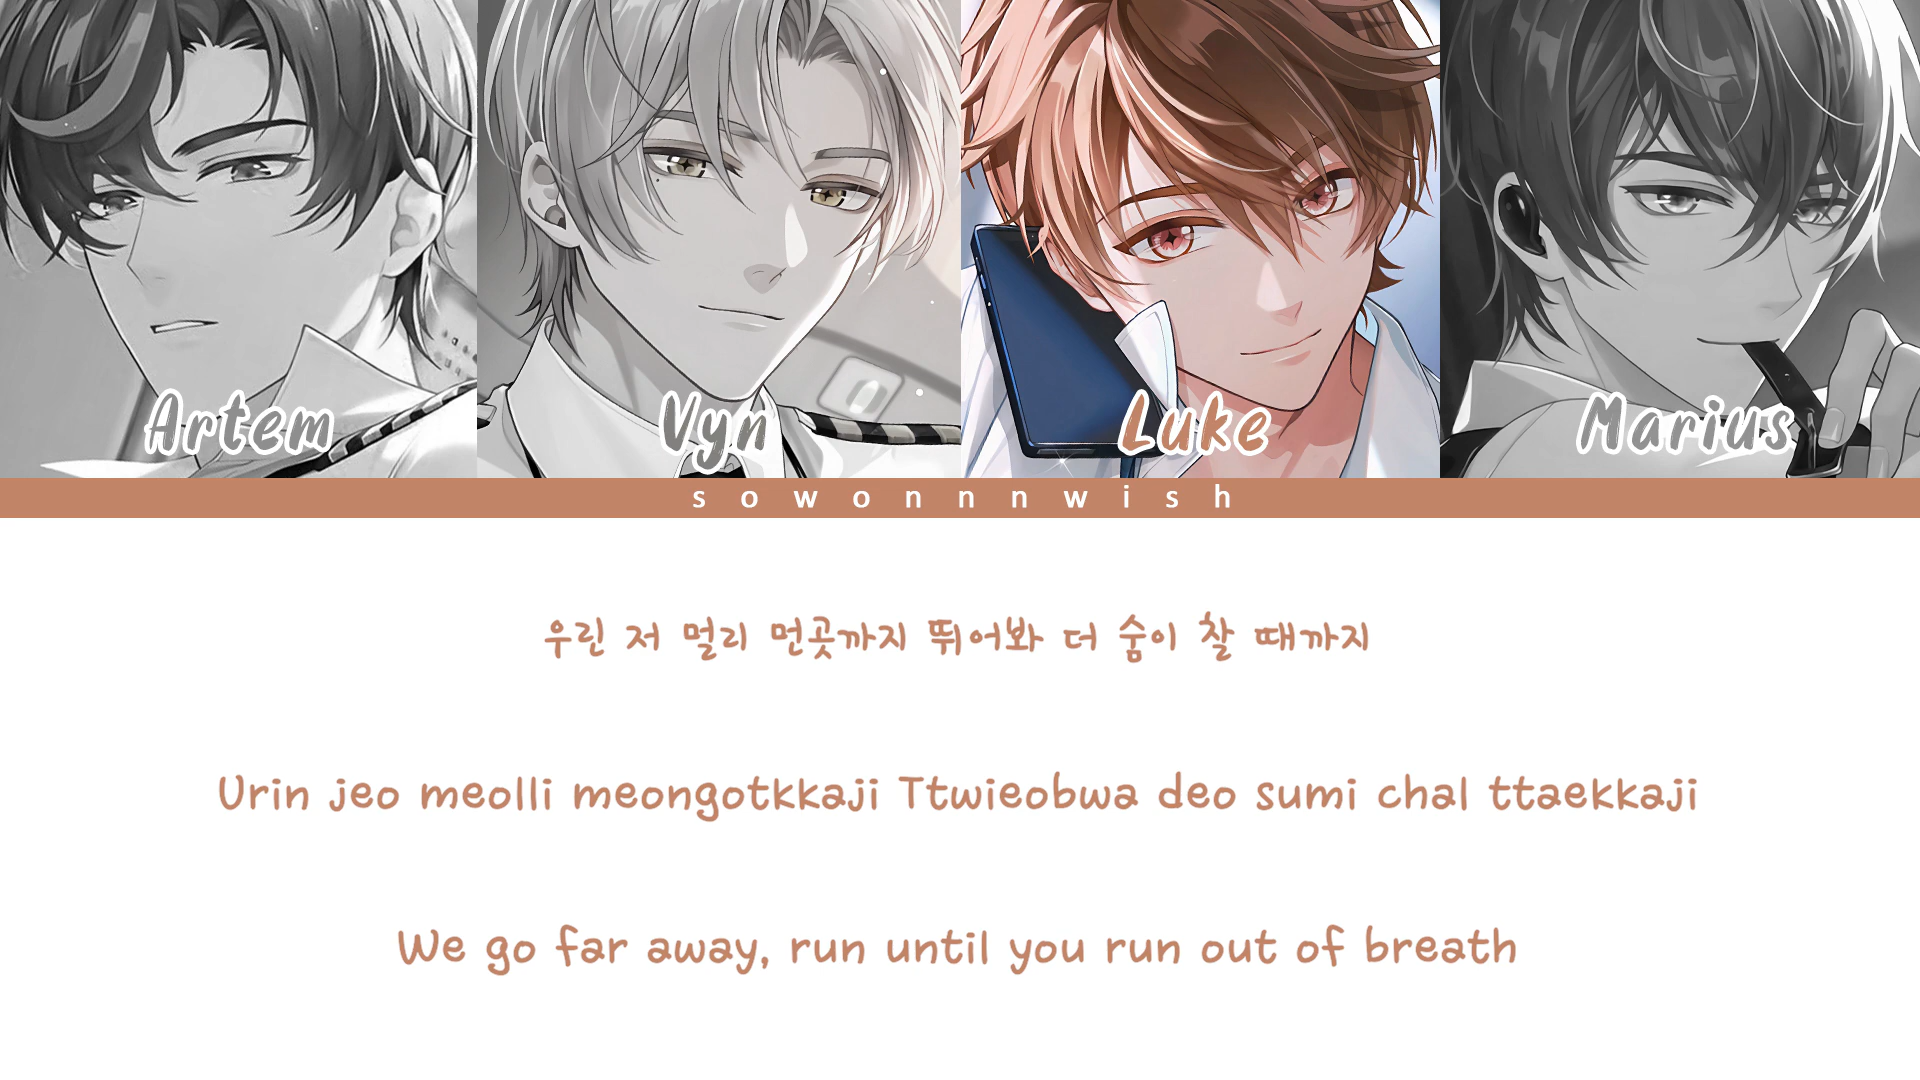 Artem Vyn Luke Marius
sowonnnwish
우린 저 멀리 먼곳까지 뛰어봐 더 숨이 찰 때까지
Urin jeo meolli meongotkkaji Ttwieobwa deo sumi chal ttaekkaji
We go far away, run until you run out of breath